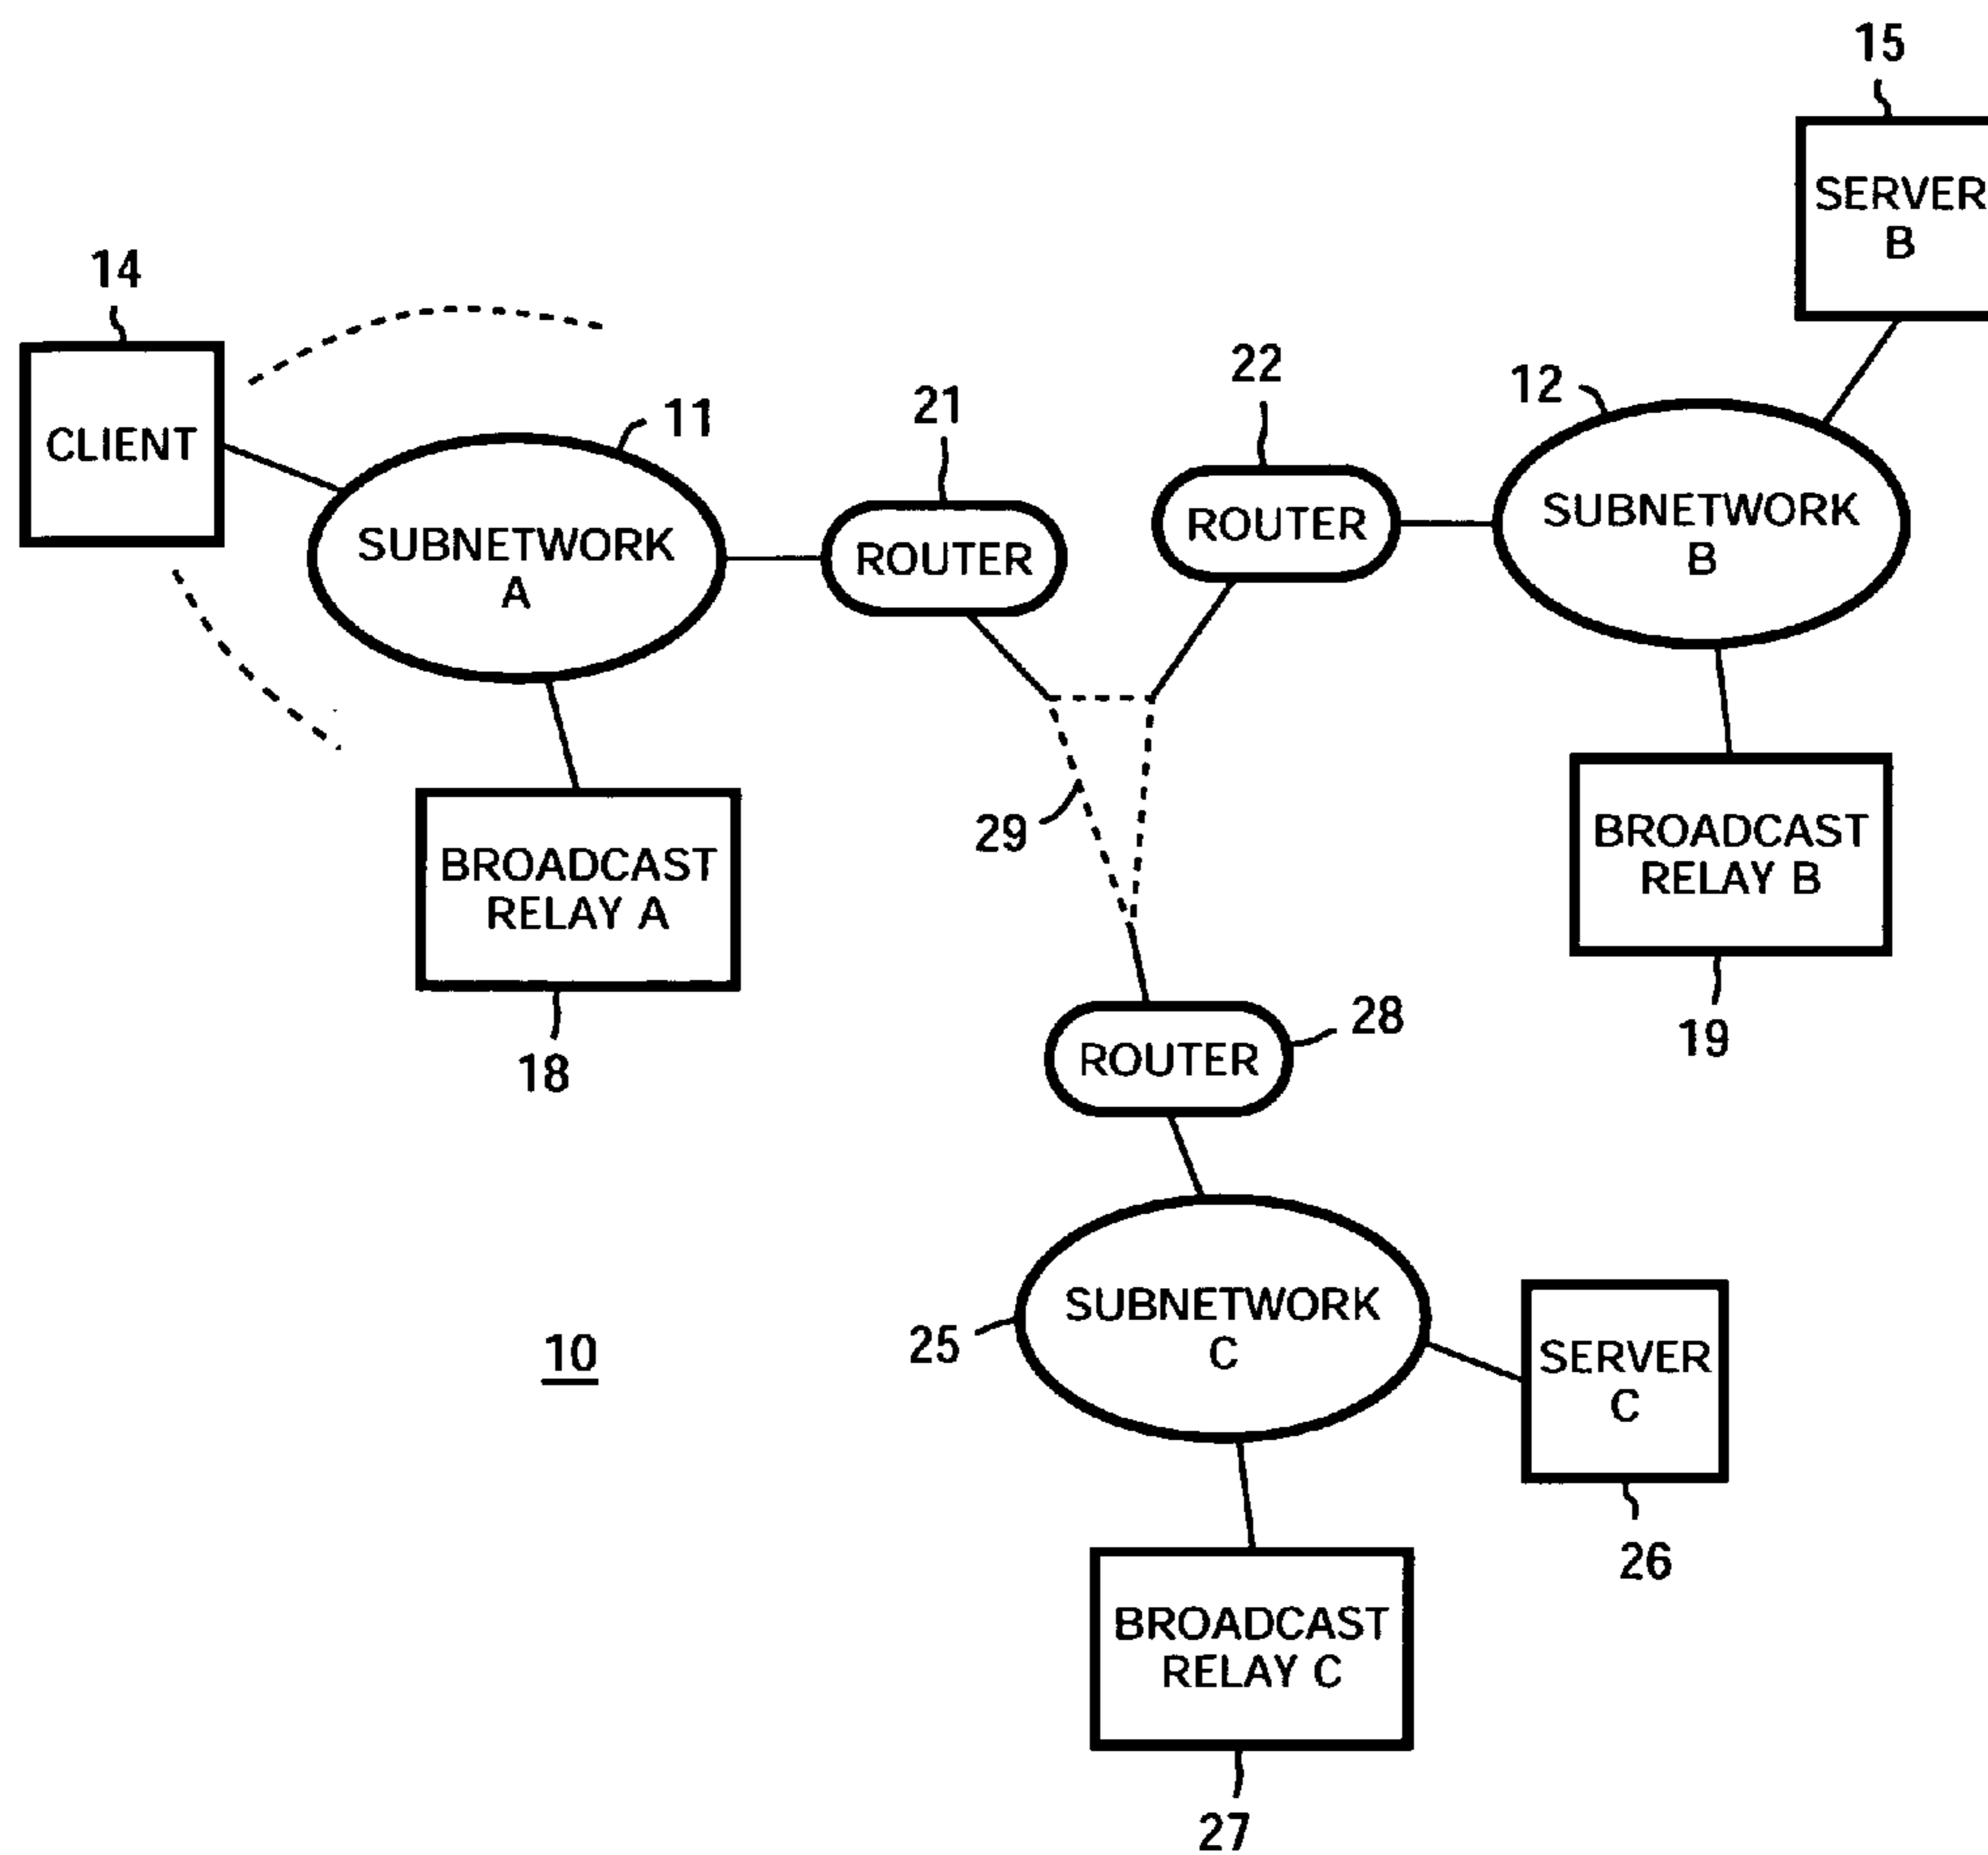 15
SERVER
B
14
CLIENT
11
SUBNETWORK
A
21
ROUTER
22
ROUTER
12
SUBNETWORK
B
29
BROADCAST
RELAY A
18
BROADCAST
RELAY B
19
ROUTER
28
SUBNETWORK
C
25
10
SERVER
C
26
BROADCAST
RELAY C
27